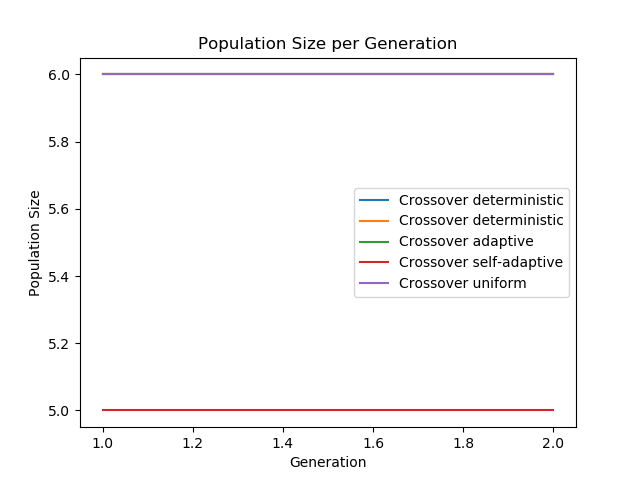 Population Size per Generation
Population Size
6.0
5.8
5.6
5.4
5.2
5.0
Crossover deterministic
Crossover deterministic
Crossover adaptive
Crossover self-adaptive
Crossover uniform
1.0 1.2 1.4 1.6 1.8 2.0
Generation